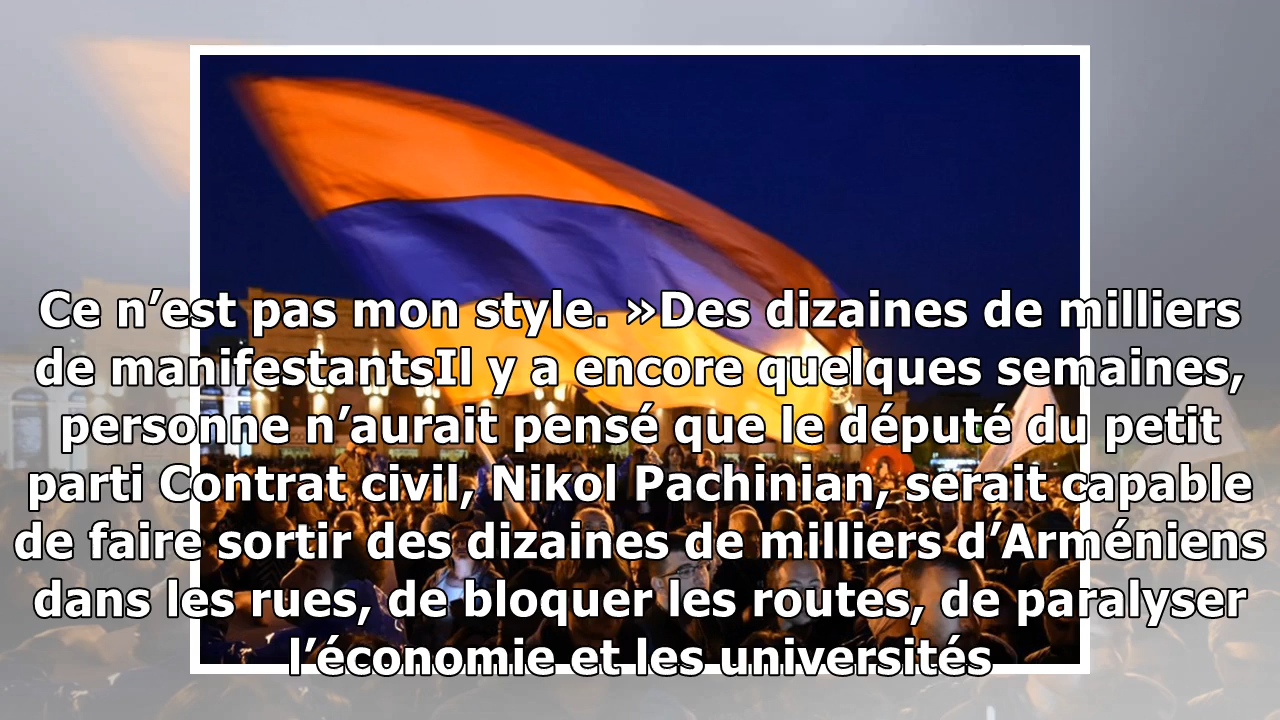 Ce n’est pas mon style. »Des dizaines de milliers
de manifestantsIl y a encore quelques semaines,
personne n’aurait pensé que le député du petit
parti Contrat civil, Nikol Pachinian, serait capable
de faire sortir des dizaines de milliers d’Arméniens
dans les rues, de bloquer les routes, de paralyser
l’économie et les universités